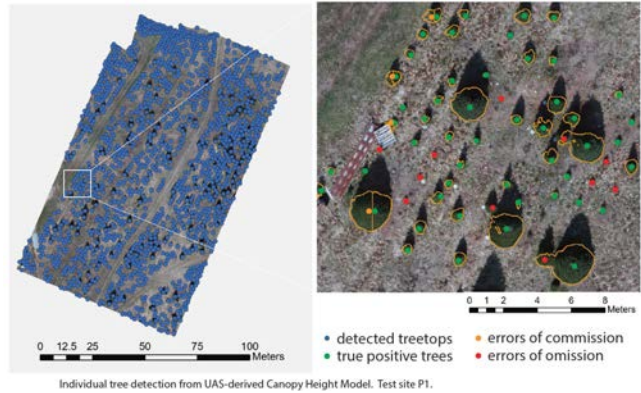 0 1 2 4 6 8
Meters
0 12.5 25 50 75 100
Meters
detected treetops
errors of commission
true positive trees
errors of omission
Individual tree detection from UAS-derived Canopy Height Model. Test site P1.